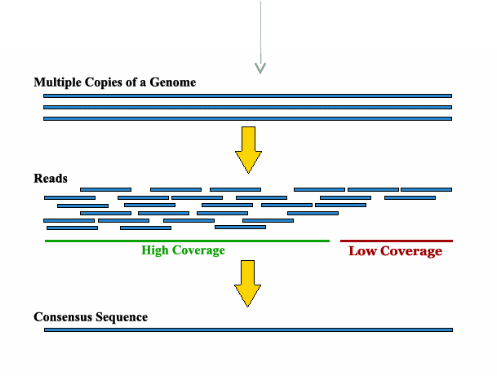 Multiple Copies of a Genome
Reads
High Coverage
Low Coverage
Consensus Sequence